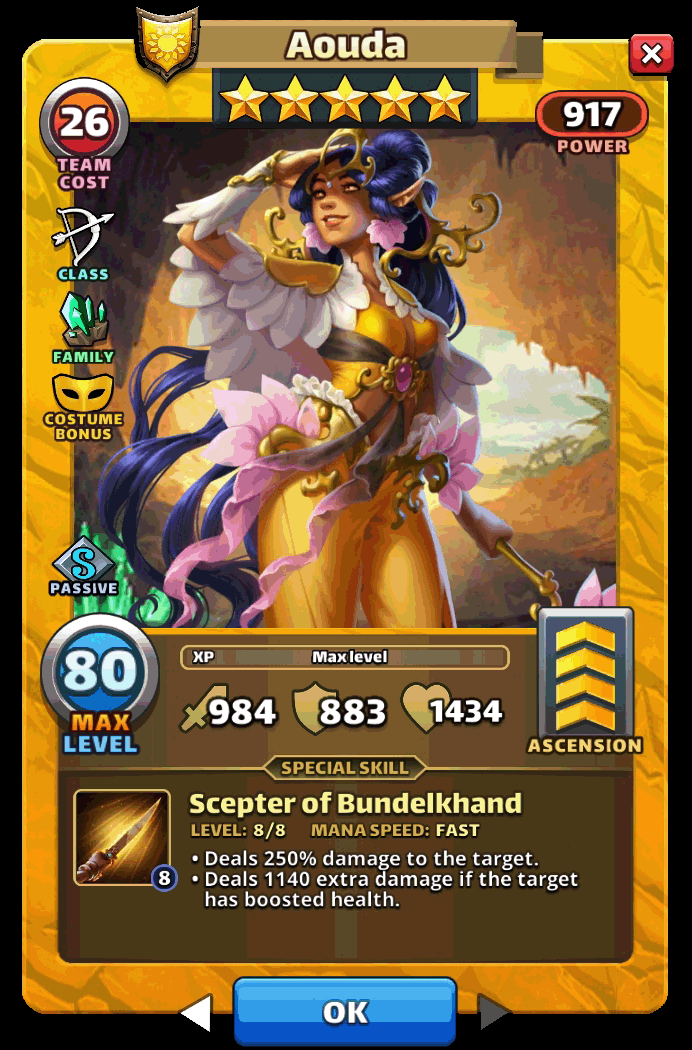 Aouda
26
TEAM
COST
917
POWER
CLASS
FAMILY
COSTUME
BONUS
S
PASSIVE
80
MAX
LEVEL
XP Max level
984 883 1434
ASCENSION
SPECIAL SKILL
Scepter of Bundelkhand
LEVEL: 8/8 MANA SPEED: FAST
8
• Deals 250% damage to the target.
• Deals 1140 extra damage if the target
has boosted health.
OK